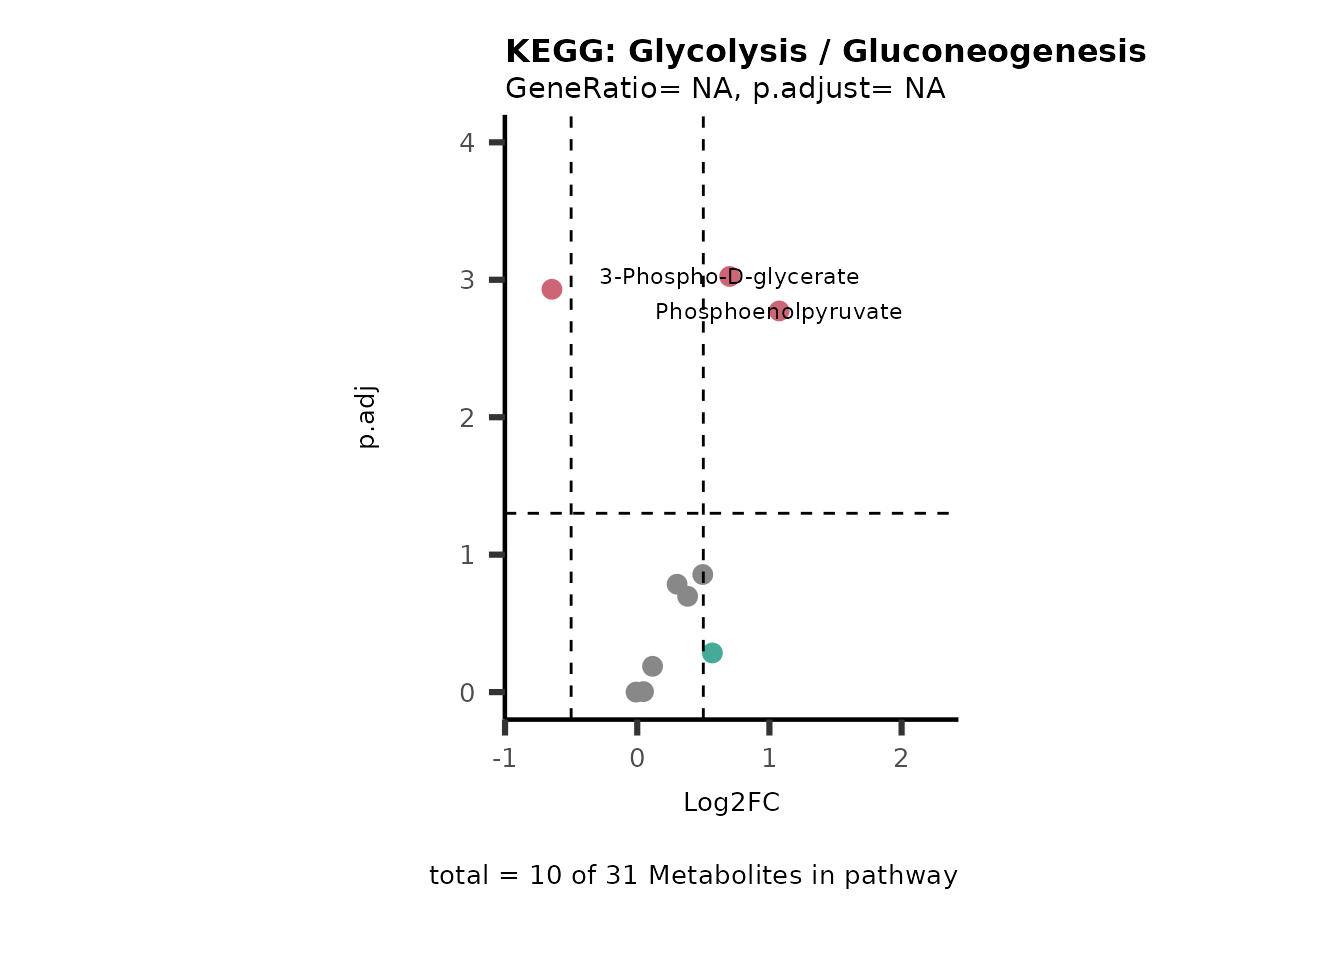 KEGG: Glycolysis / Gluconeogenesis
GeneRatio= NA, p.adjust= NA
4
3
2
1
0
p.adj
3-Phospho-D-glycerate
Phosphoenolpyruvate
-1
0
1
2
Log2FC
total = 10 of 31 Metabolites in pathway